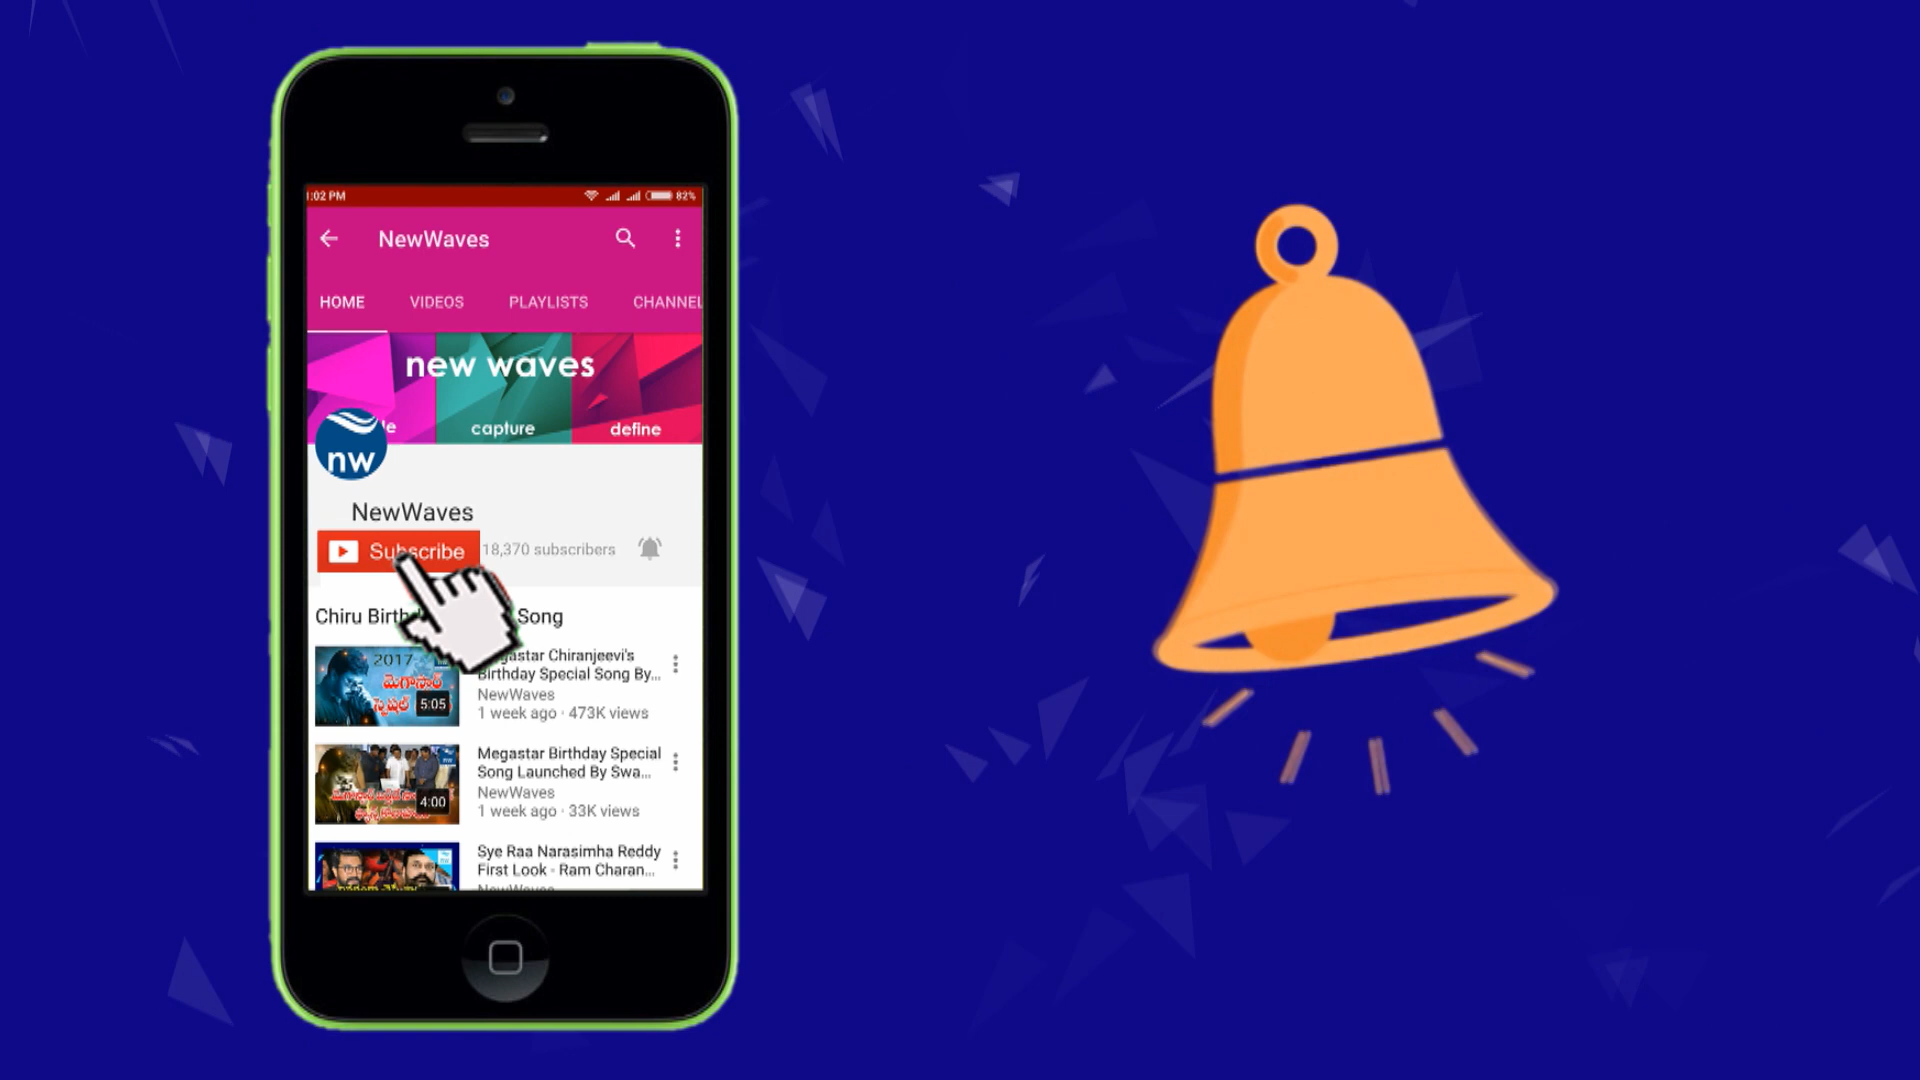 1:02 PM 82%
NewWaves
HOME VIDEOS PLAYLISTS CHANNEL
new waves
capture define
nw
NewWaves
Subscribe 18,370 subscribers
Chiru Birth Song
2017
మెగాస్టార్
స్పెషల్
5:05
Chiranjeevi's
Birthday Special Song By...
NewWaves
1 week ago · 473K views
4:00
Megastar Birthday Special
Song Launched By Swa...
NewWaves
1 week ago · 33K views
Sye Raa Narasimha Reddy
First Look - Ram Charan...
NewWaves